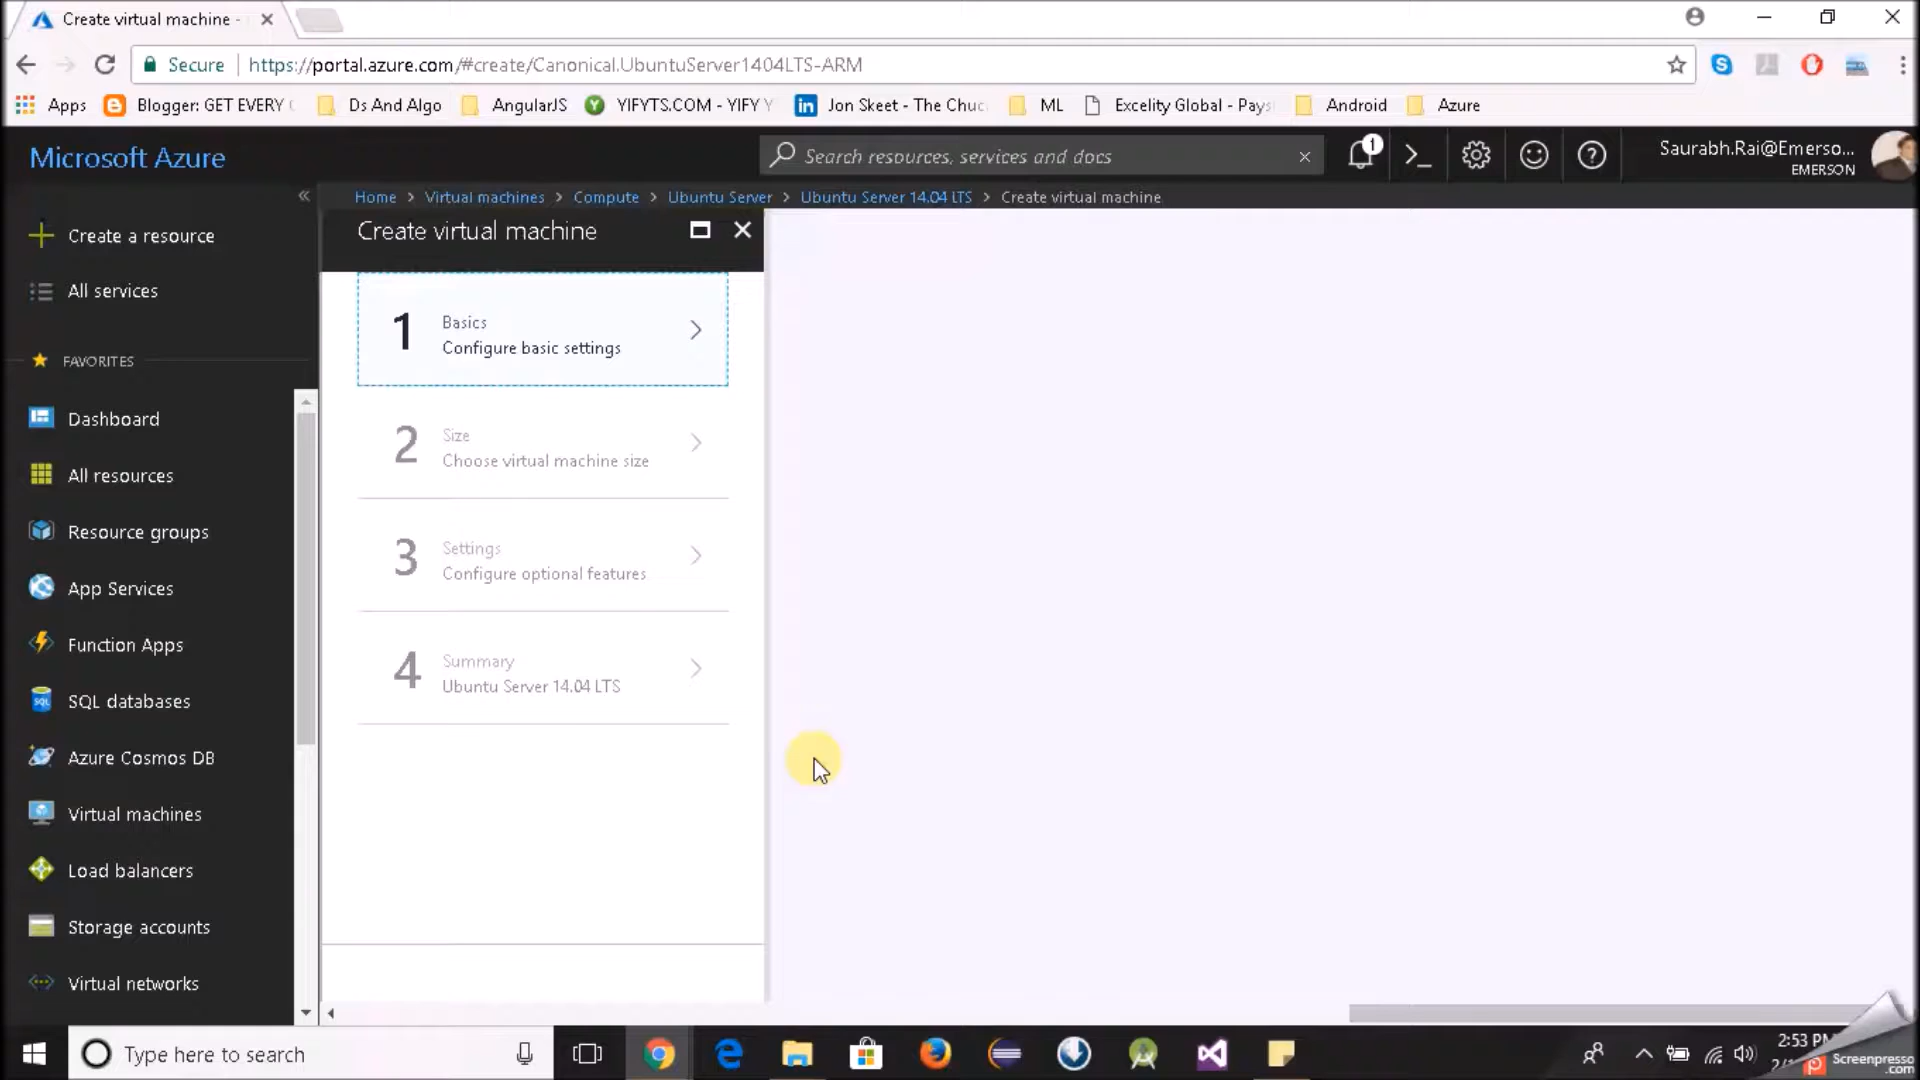 Create virtual machine -
Secure
https://portal.azure.com/#create/Canonical.UbuntuServer1404LTS-ARM
Apps
Blogger: GET EVERY
Ds And Algo
AngularJS
YIFYTS.COM - YIFY
Jon Skeet - The Chuc
ML
Excelity Global - Pays
Android
Azure
Microsoft Azure
Search resources, services and docs
1
Saurabh.Rai@Emerso...
EMERSON
Home > Virtual machines > Compute > Ubuntu Server > Ubuntu Server 14.04 LTS > Create virtual machine
Create a resource
All services
FAVORITES
Dashboard
All resources
Resource groups
App Services
Function Apps
SQL databases
Azure Cosmos DB
Virtual machines
Load balancers
Storage accounts
Virtual networks
Create virtual machine
1
Basics
Configure basic settings
2
Size
Choose virtual machine size
3
Settings
Configure optional features
4
Summary
Ubuntu Server 14.04 LTS
Type here to search
2:53 PM
Screenpresso
.com